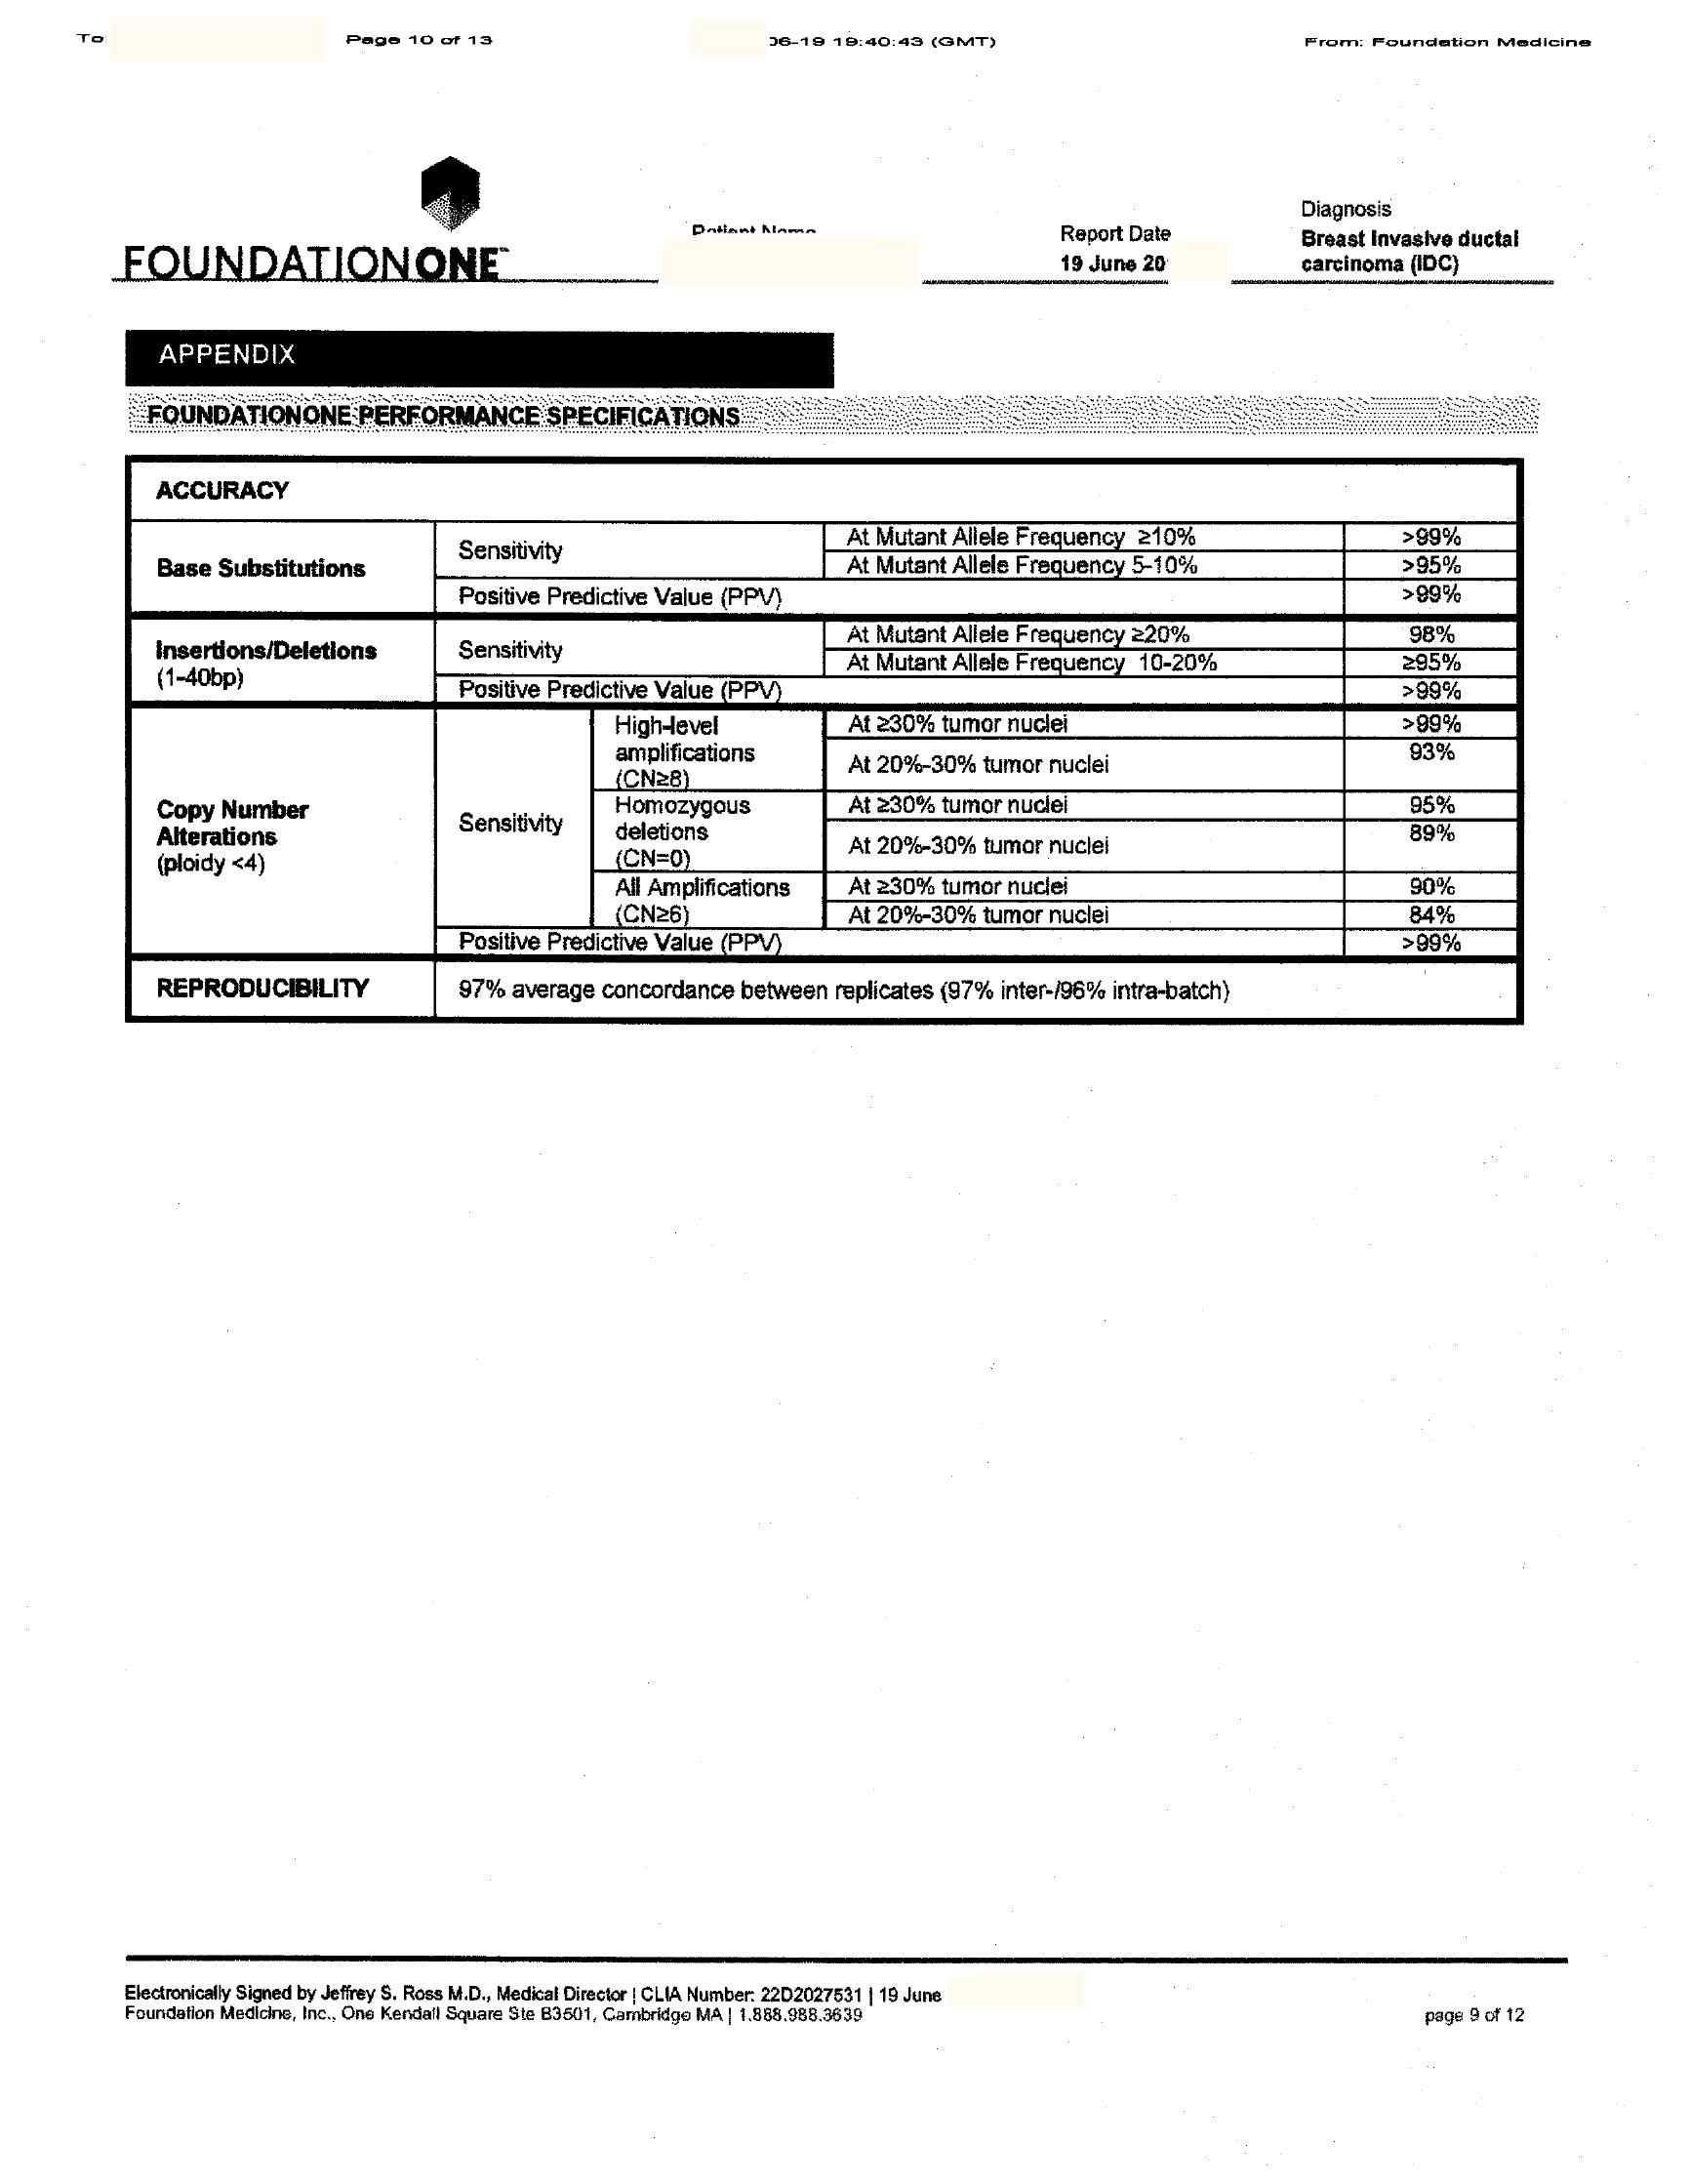 To: Page 10 of 13 06-19 19:40:43 (GMT) From: Foundation Medicine
FOUNDATIONONE™
Patient Name
Report Date
19 June 20
Diagnosis
Breast Invasive ductal
carcinoma (IDC)
APPENDIX
FOUNDATIONONE PERFORMANCE SPECIFICATIONS
ACCURACY
Base Substitutions
Sensitivity
At Mutant Allele Frequency ≥10% >99%
At Mutant Allele Frequency 5-10% >95%
Positive Predictive Value (PPV) >99%
Insertions/Deletions
(1-40bp)
Sensitivity
At Mutant Allele Frequency ≥20% 98%
At Mutant Allele Frequency 10-20% ≥95%
Positive Predictive Value (PPV) >99%
Copy Number
Alterations
(ploidy <4)
Sensitivity
High-level
amplifications
(CN≥8)
At ≥30% tumor nuclei >99%
At 20%-30% tumor nuclei 93%
Homozygous
deletions
(CN=0)
At ≥30% tumor nuclei 95%
At 20%-30% tumor nuclei 89%
All Amplifications
(CN≥6)
At ≥30% tumor nuclei 90%
At 20%-30% tumor nuclei 84%
Positive Predictive Value (PPV) >99%
REPRODUCIBILITY 97% average concordance between replicates (97% inter-/96% intra-batch)
Electronically Signed by Jeffrey S. Ross M.D., Medical Director | CLIA Number: 22D2027531 | 19 June
Foundation Medicine, Inc., One Kendall Square Ste B3501, Cambridge MA | 1.888.988.3639
page 9 of 12